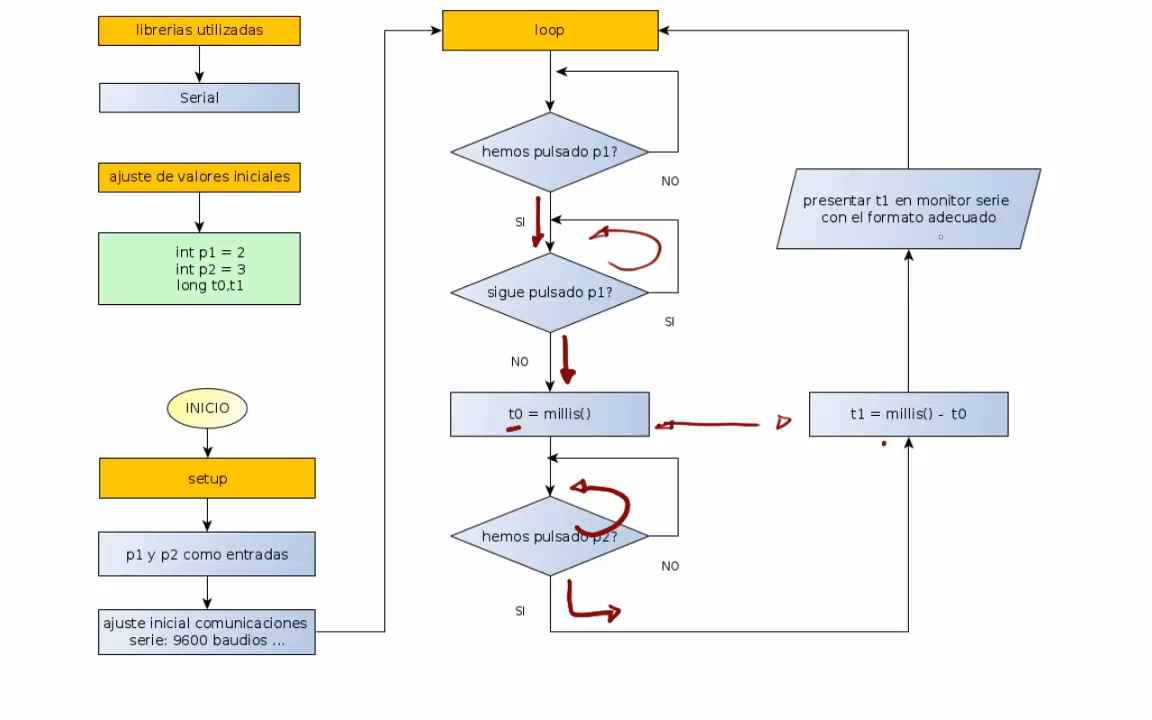 librerias utilizadas
Serial
ajuste de valores iniciales
int p1 = 2
int p2 = 3
long t0,t1
INICIO
setup
p1 y p2 como entradas
ajuste inicial comunicaciones
serie: 9600 baudios ...
loop
hemos pulsado p1?
NO
SI
sigue pulsado p1?
SI
NO
t0 = millis()
hemos pulsado p2?
NO
SI
t1 = millis() - t0
presentar t1 en monitor serie
con el formato adecuado